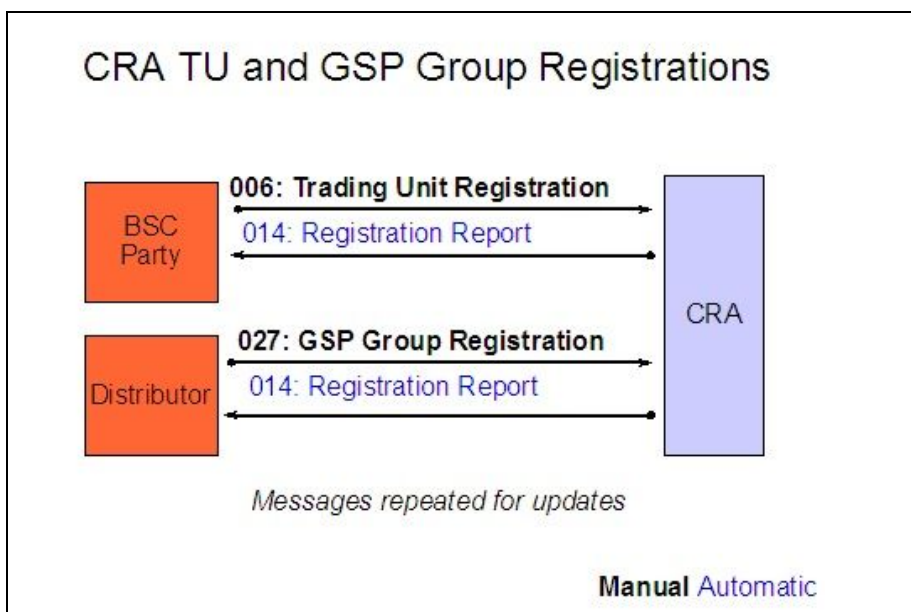 CRA TU and GSP Group Registrations
006: Trading Unit Registration
BSC
Party
014: Registration Report
CRA
027: GSP Group Registration
Distributor
014: Registration Report
Messages repeated for updates
Manual Automatic